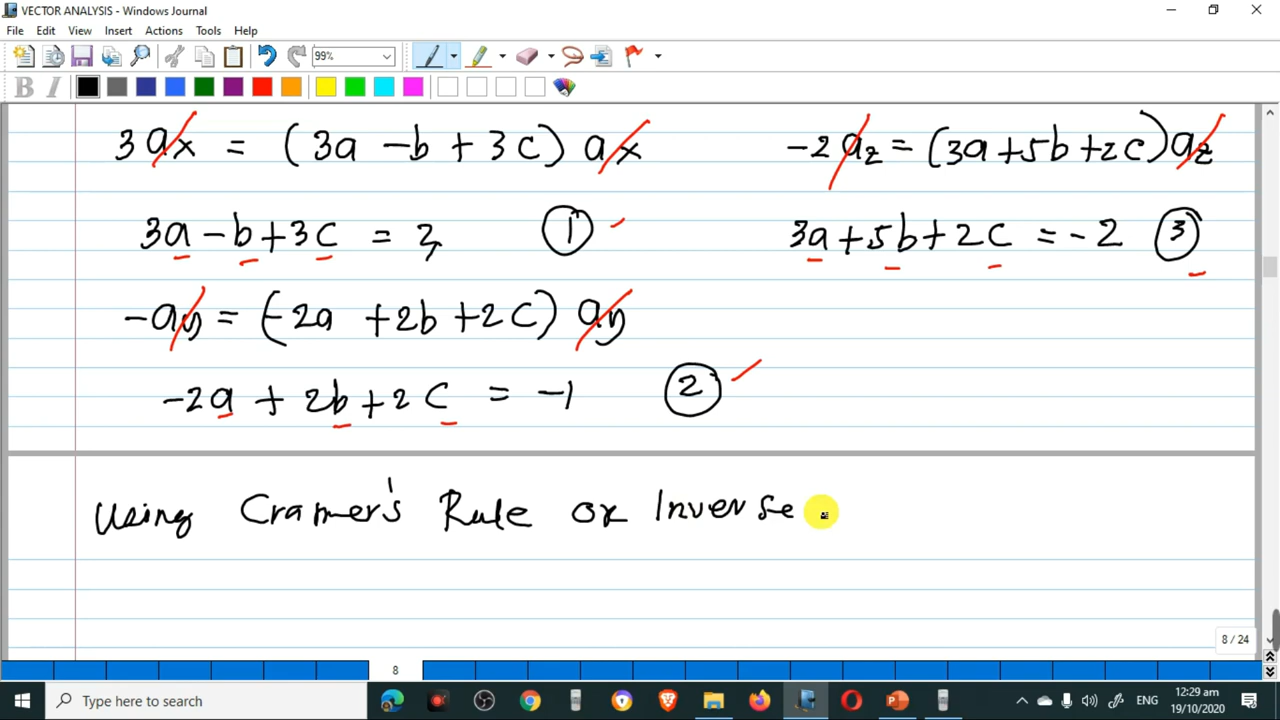 VECTOR ANALYSIS - Windows Journal
File Edit View Insert Actions Tools Help
99%
B I
3ax = (3a - b + 3c) ax
-2az = (3a + 5b + 2c) az
3a - b + 3c = 3, 1
3a + 5b + 2c = -2 3
-ay = (-2a + 2b + 2c) ay
-2a + 2b + 2c = -1 2
Using Cramer's Rule or Inverse
8 / 24
8
Type here to search
ENG
12:29 am
19/10/2020